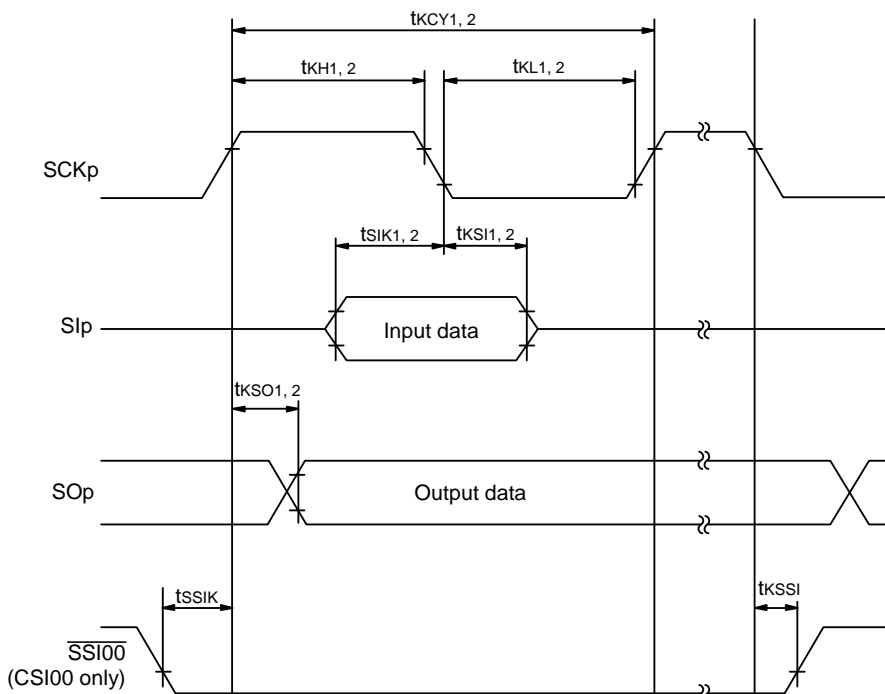 tKCY1, 2
tKH1, 2
tKL1, 2
SCKp
tSIK1, 2
tKSI1, 2
SIp
Input data
tKSO1, 2
SOp
Output data
tSSIK
tKSSI
SSI00
(CSI00 only)